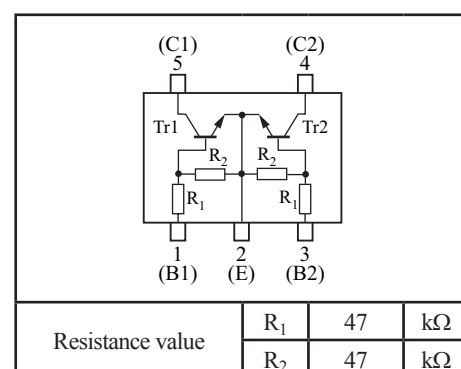 (C1) (C2)
5 4
Tr1 Tr2
R2 R2
R1 R1
1 2 3
(B1) (E) (B2)
Resistance value R1 47 kΩ
R2 47 kΩ